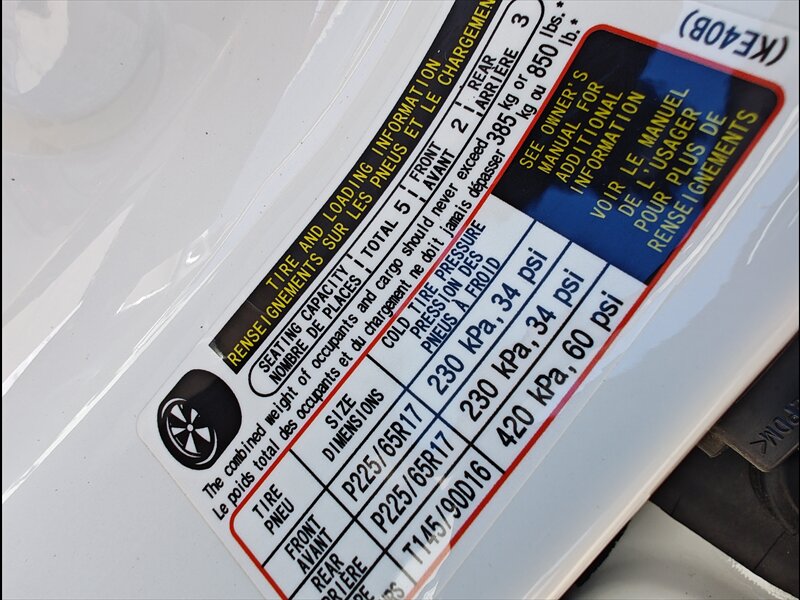 (KE40B)
TIRE AND LOADING INFORMATION
RENSEIGNEMENTS SUR LES PNEUS ET LE CHARGEMEN
SEATING CAPACITY TOTAL 5 FRONT 2 REAR 3
NOMBRE DE PLACES AVANT ARRIÈRE
The combined weight of occupants and cargo should never exceed 385 kg or 850 lbs.*
Le poids total des occupants et du chargement ne doit jamais dépasser kg ou lb.*
TIRE SIZE COLD TIRE PRESSURE
PNEU DIMENSIONS PRESSION DES
PNEUS À FROID
FRONT P225/65R17 230 kPa, 34 psi
AVANT
REAR P225/65R17 230 kPa, 34 psi
T145/90D16 420 kPa, 60 psi
SEE OWNER'S
MANUAL FOR
ADDITIONAL
INFORMATION
VOIR LE MANUEL
DE L'USAGER
POUR PLUS DE
RENSEIGNEMENTS